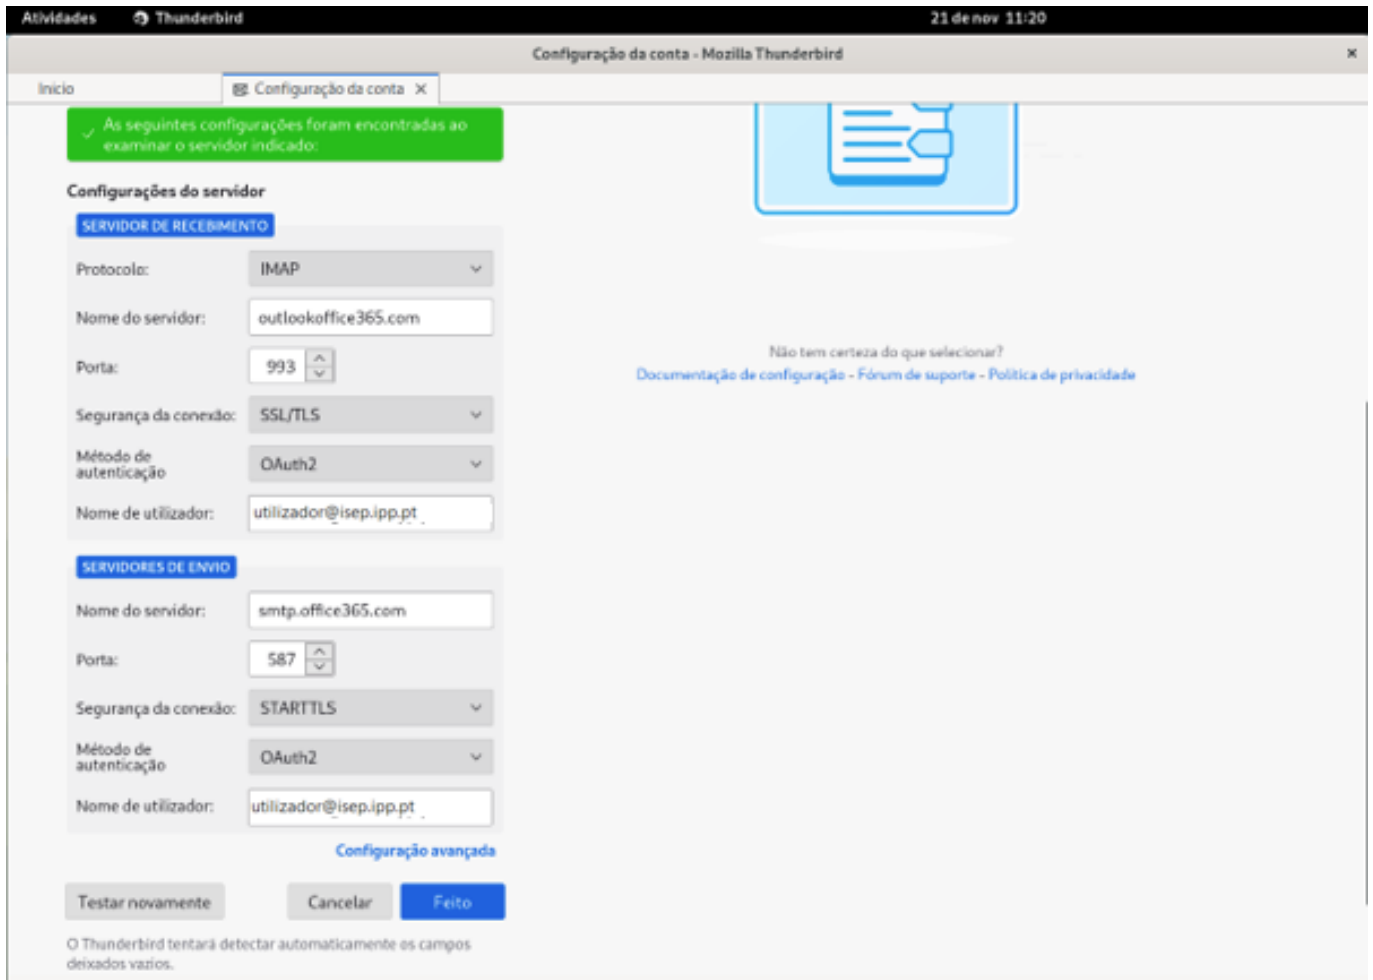 Atividades Thunderbird 21 de nov 11:20
Configuração da conta - Mozilla Thunderbird ×
Início Configuração da conta ×
As seguintes configurações foram encontradas ao
examinar o servidor indicado:
Configurações do servidor
SERVIDOR DE RECEBIMENTO
Protocolo: IMAP
Nome do servidor: outlookoffice365.com
Porta: 993
Segurança da conexão: SSL/TLS
Método de
autenticação OAuth2
Nome de utilizador: utilizador@isep.ipp.pt
SERVIDORES DE ENVIO
Nome do servidor: smtp.office365.com
Porta: 587
Segurança da conexão: STARTTLS
Método de
autenticação OAuth2
Nome de utilizador: utilizador@isep.ipp.pt
Configuração avançada
Testar novamente Cancelar Feito
O Thunderbird tentará detectar automaticamente os campos
deixados vazios.
Não tem certeza do que selecionar?
Documentação de configuração - Fórum de suporte - Política de privacidade